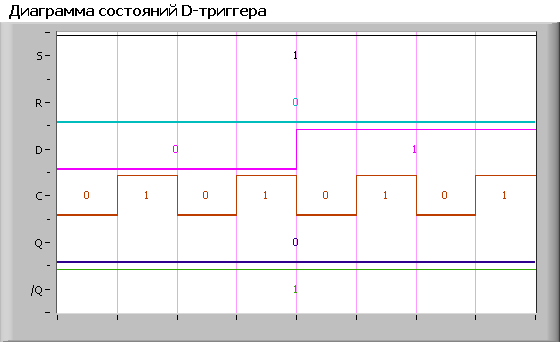 Диаграмма состояний D-триггера
S 1
R 0
D 0 1
C 0 1 0 1 0 1 0 1
Q 0
/Q 1